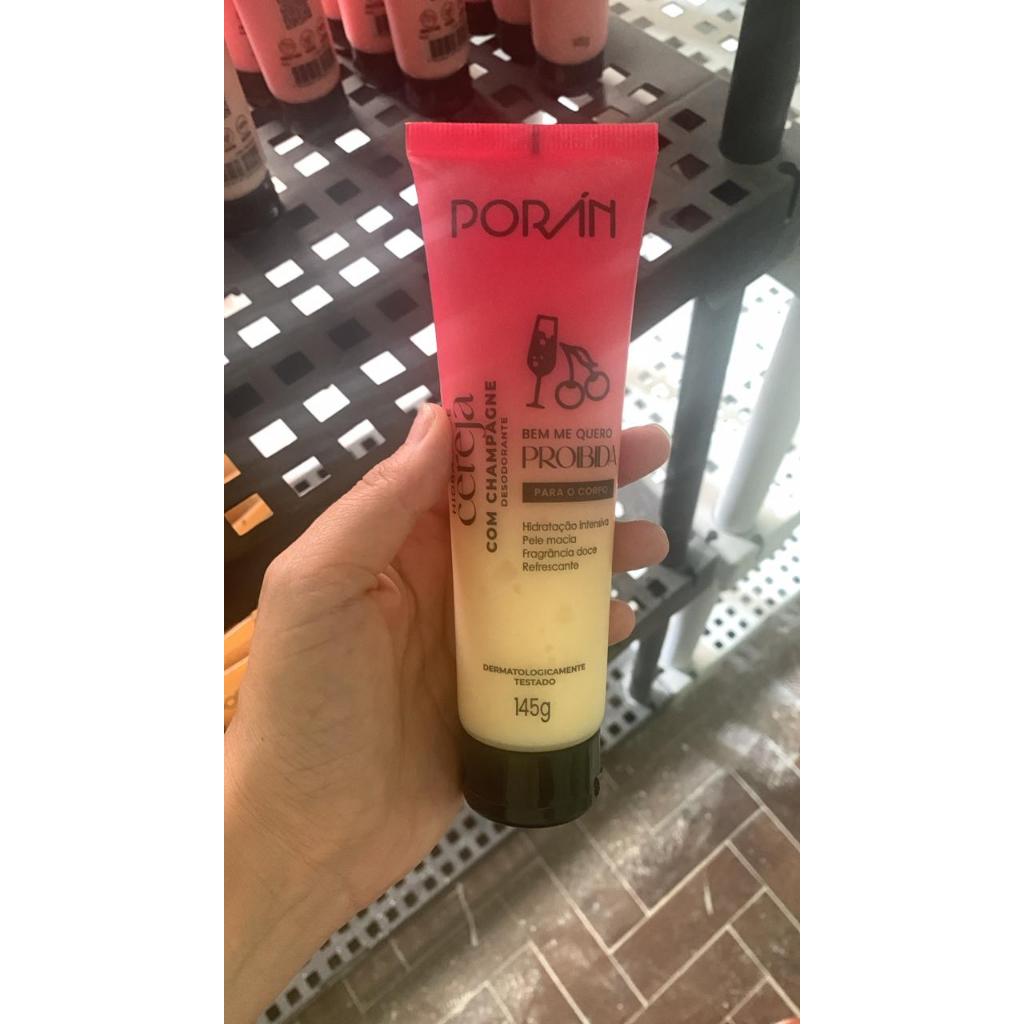 PORÁN
BEM ME QUERO
PROIBIDA
PARA O CORPO
Hidratação intensiva
Pele macia
Fragrância doce
Refrescante
cereja
COM CHAMPAGNE
DESODORANTE
DERMATOLOGICAMENTE
TESTADO
145g